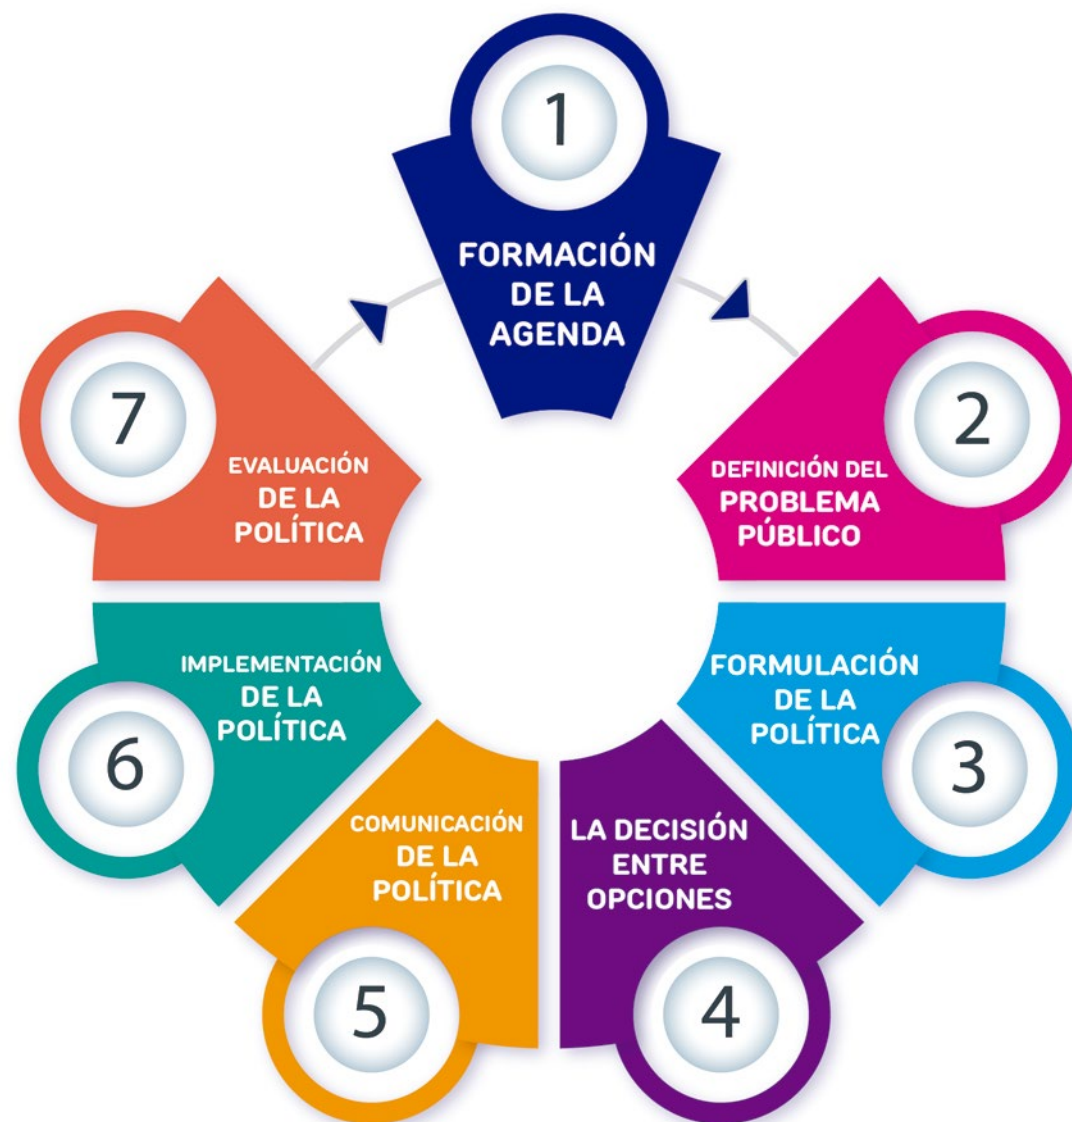 1
FORMACIÓN
DE LA
AGENDA
2
DEFINICIÓN DEL
PROBLEMA
PÚBLICO
3
FORMULACIÓN
DE LA
POLÍTICA
4
LA DECISIÓN
ENTRE
OPCIONES
5
COMUNICACIÓN
DE LA
POLÍTICA
6
IMPLEMENTACIÓN
DE LA
POLÍTICA
7
EVALUACIÓN
DE LA
POLÍTICA